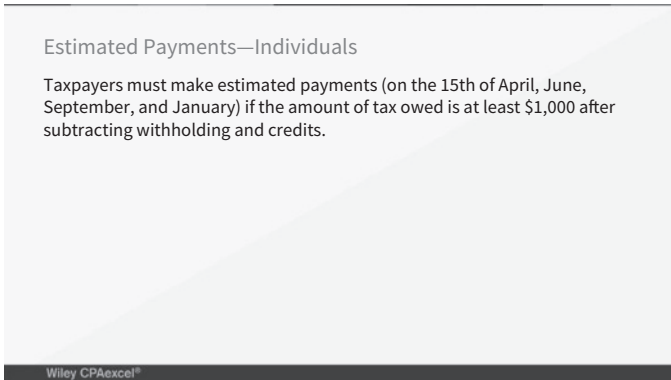 Estimated Payments—Individuals
Taxpayers must make estimated payments (on the 15th of April, June,
September, and January) if the amount of tax owed is at least $1,000 after
subtracting withholding and credits.
Wiley CPAexcel®